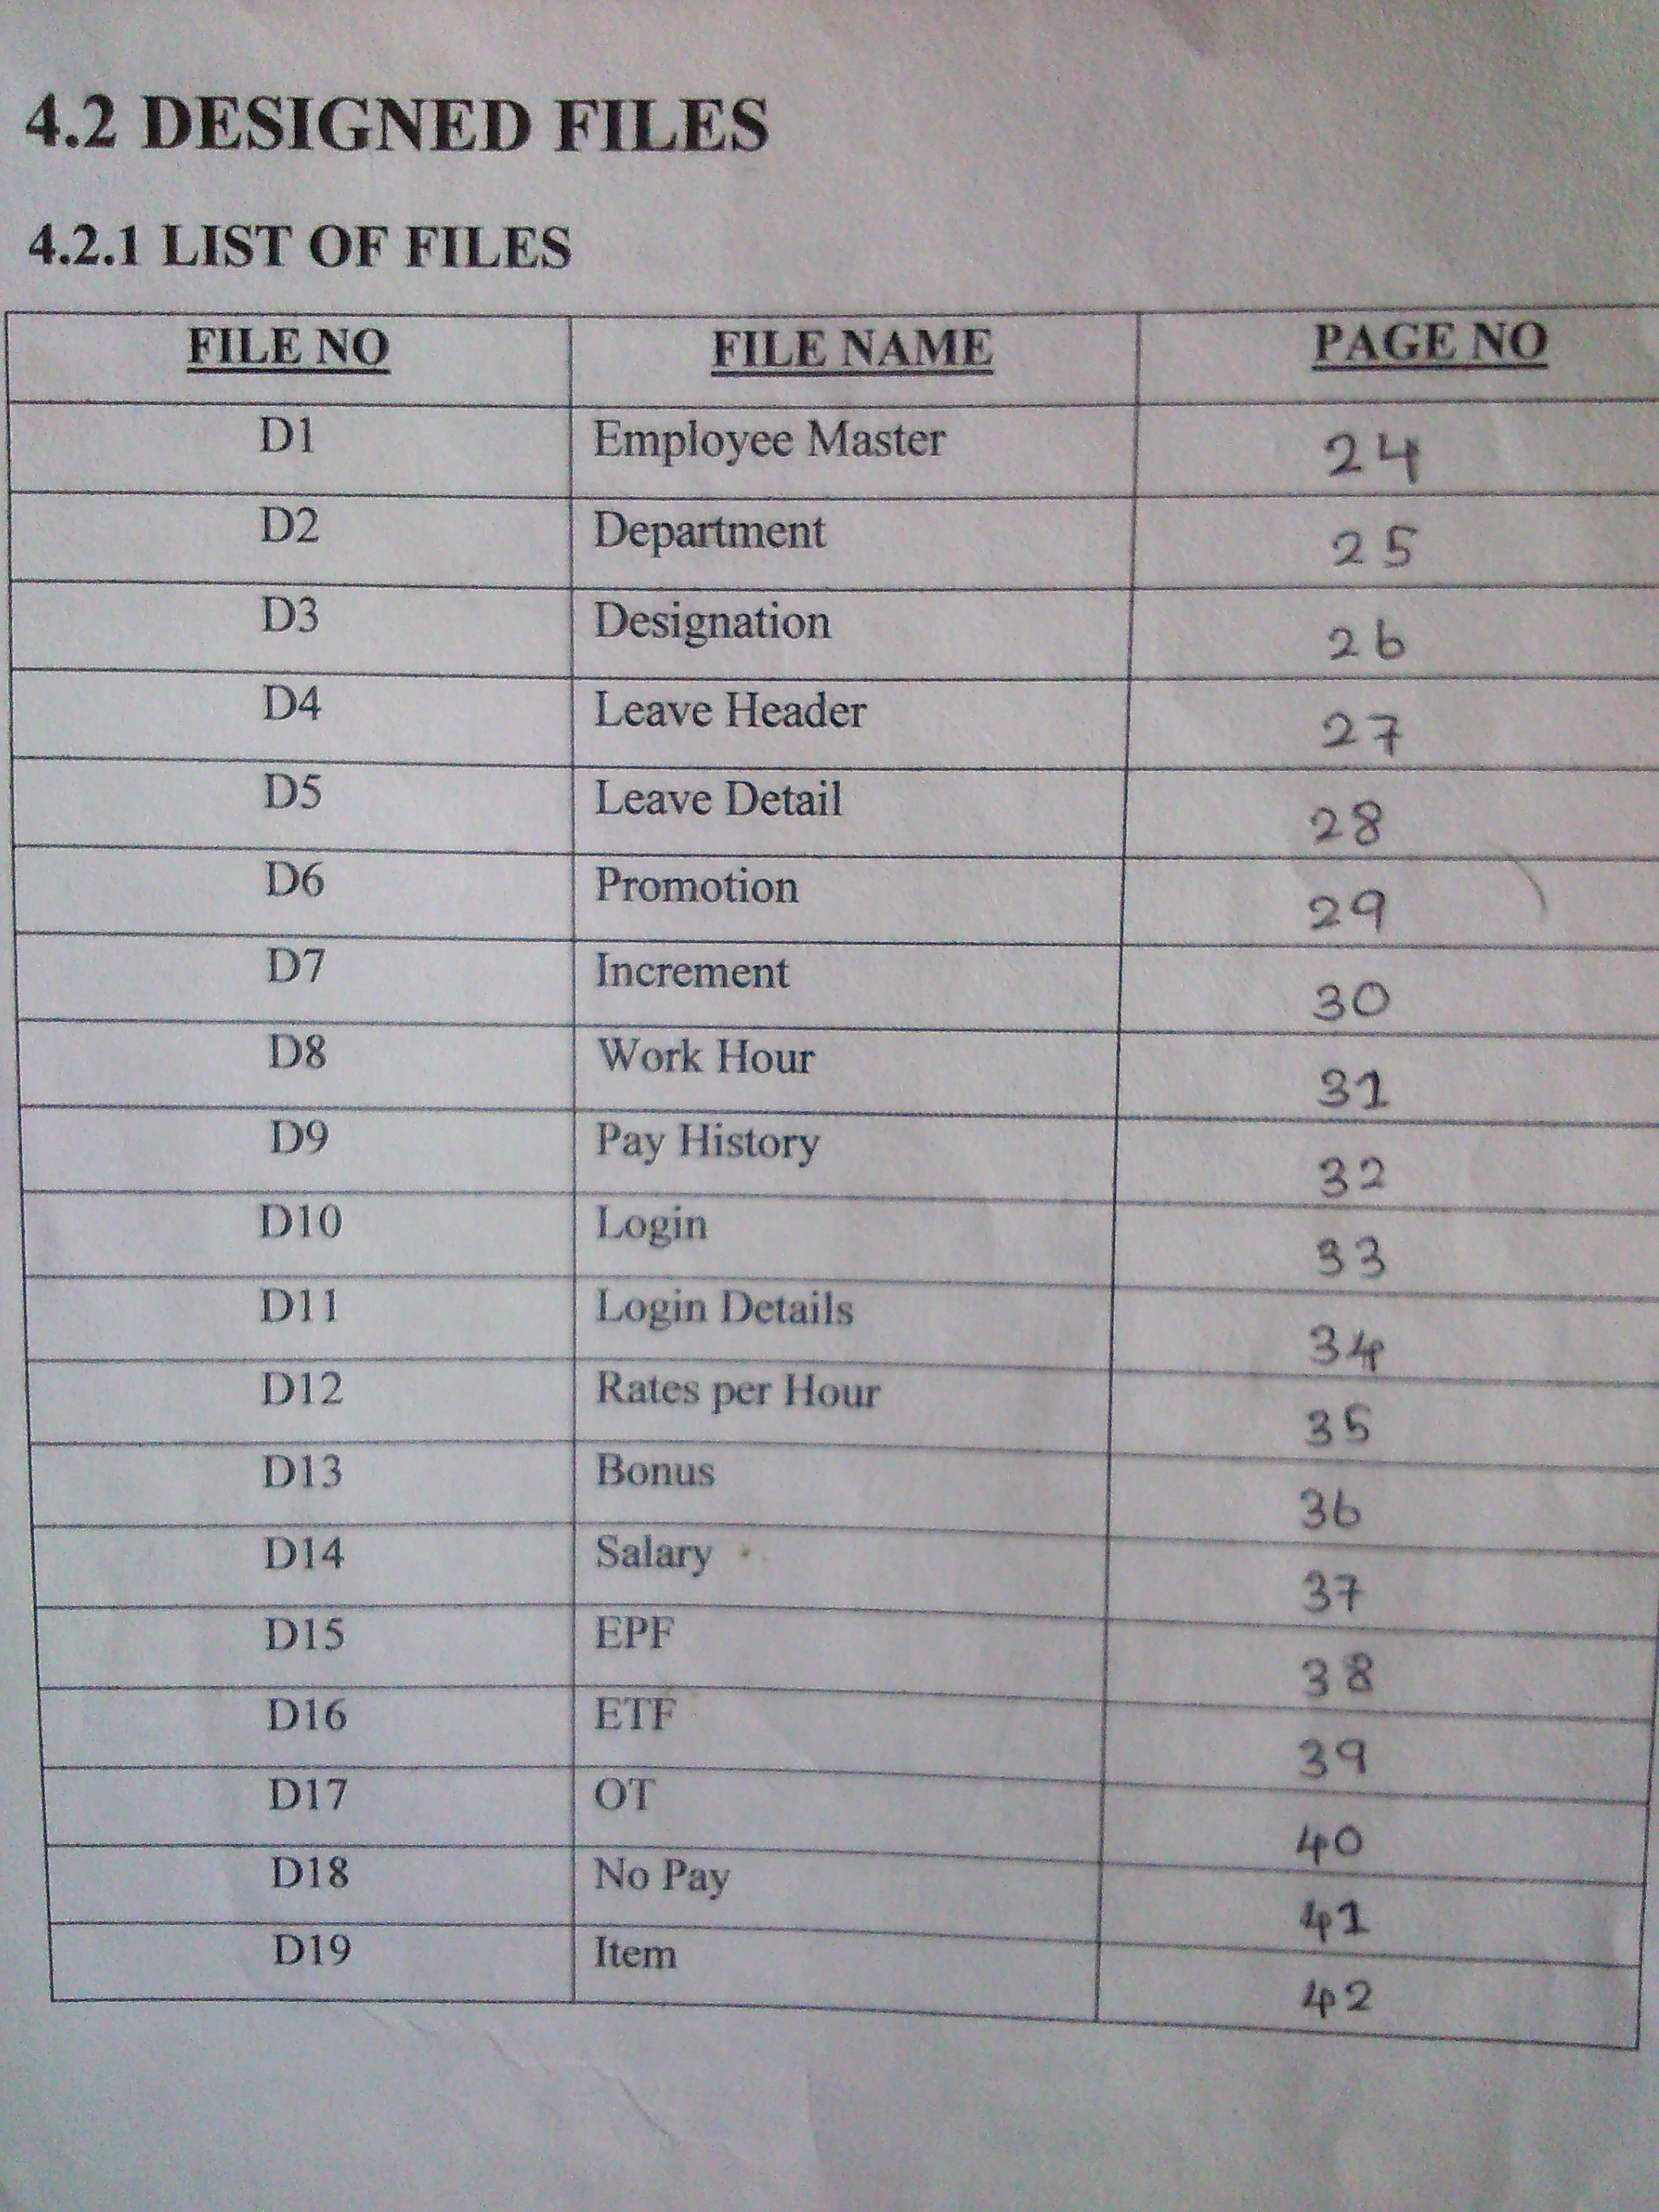 4.2 DESIGNED FILES
4.2.1 LIST OF FILES
FILE NO FILE NAME PAGE NO
D1 Employee Master 24
D2 Department 25
D3 Designation 26
D4 Leave Header 27
D5 Leave Detail 28
D6 Promotion 29
D7 Increment 30
D8 Work Hour 31
D9 Pay History 32
D10 Login 33
D11 Login Details 34
D12 Rates per Hour 35
D13 Bonus 36
D14 Salary 37
D15 EPF 38
D16 ETF 39
D17 OT 40
D18 No Pay 41
D19 Item 42